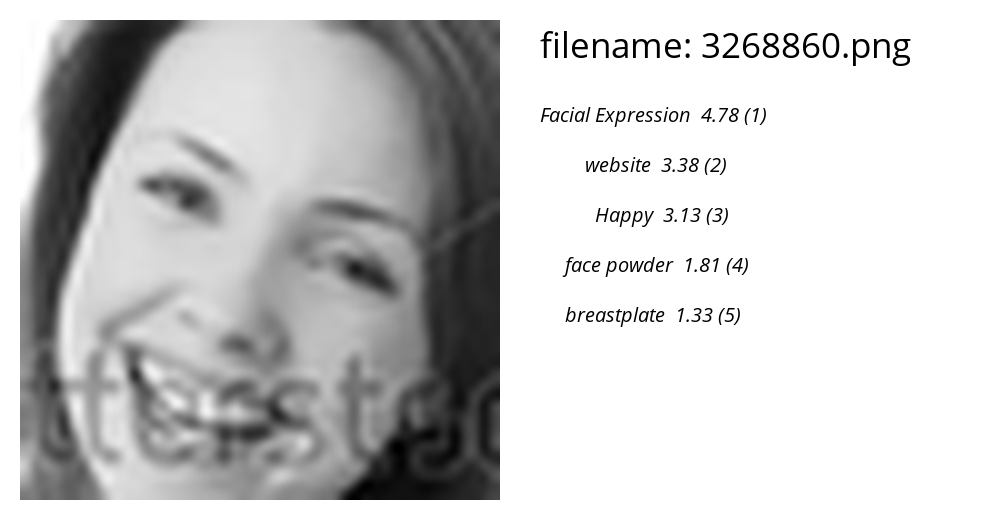 filename: 3268860.png
Facial Expression 4.78 (1)
website 3.38 (2)
Happy 3.13 (3)
face powder 1.81 (4)
breastplate 1.33 (5)
tterstoc